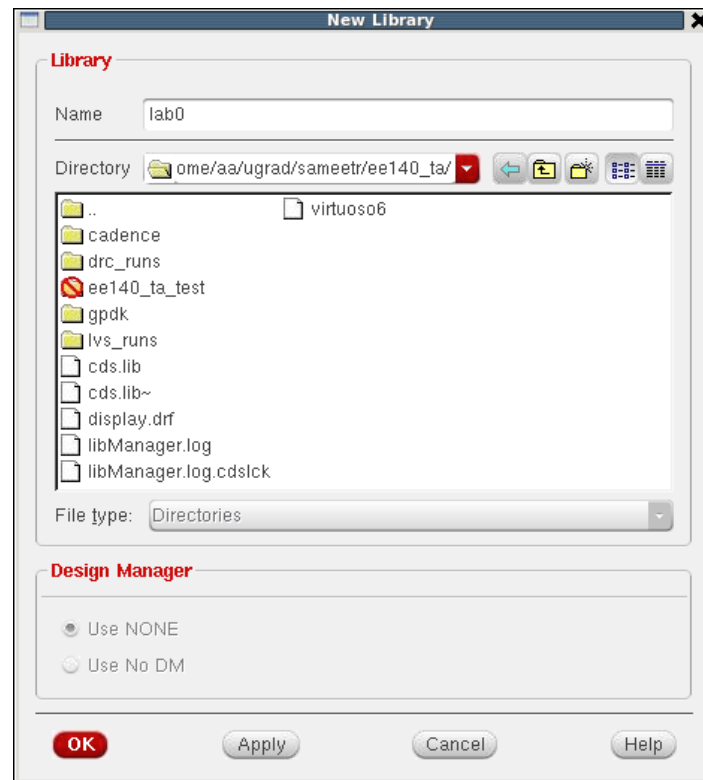 New Library
Library
Name lab0
Directory ome/aa/ugrad/sameetr/ee140_ta/
.. virtuoso6
cadence
drc_runs
ee140_ta_test
gpdk
lvs_runs
cds.lib
cds.lib~
display.drf
libManager.log
libManager.log.cdslck
File type: Directories
Design Manager
Use NONE
Use No DM
OK Apply Cancel Help